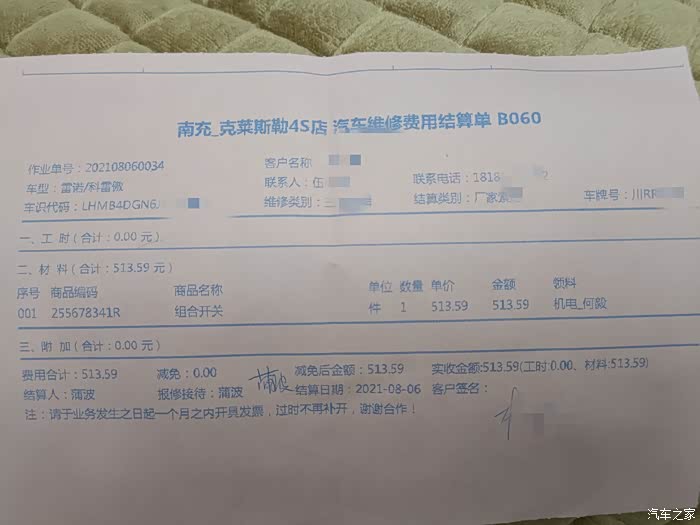 南充_克莱斯勒4S店 汽车维修费用结算单 B060
作业单号：202108060034 客户名称
车型：雷诺/科雷傲 联系人：伍 联系电话：1818 2
车识代码：LHMB4DGN6J 维修类别：三 结算类别：厂家索 车牌号：川RF
一、工 时（合计：0.00 元）
二、材 料（合计：513.59 元）
序号 商品编码 商品名称 单位 数量 单价 金额 领料
001 255678341R 组合开关 件 1 513.59 513.59 机电_何毅
三、附 加（合计：0.00 元）
费用合计：513.59 减免：0.00 减免后金额：513.59 实收金额:513.59(工时:0.00、材料:513.59)
结算人：蒲波 报修接待：蒲波 蒲波 结算日期：2021-08-06 客户签名：
注：请于业务发生之日起一个月之内开具发票，过时不再补开，谢谢合作！
汽车之家